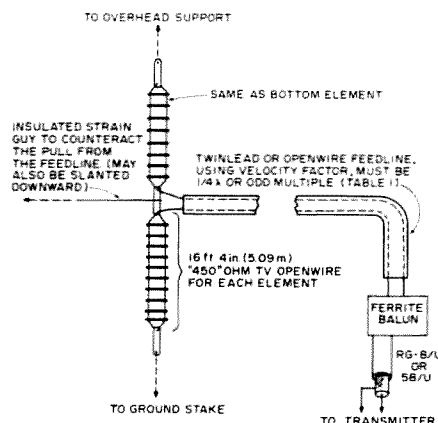 TO OVERHEAD SUPPORT
SAME AS BOTTOM ELEMENT
INSULATED STRAIN
GUY TO COUNTERACT
THE PULL FROM
THE FEEDLINE (MAY
ALSO BE SLANTED
DOWNWARD)
TWINLEAD OR OPENWIRE FEEDLINE,
USING VELOCITY FACTOR, MUST BE
1/4 λ OR ODD MULTIPLE (TABLE I)
16 ft 4 in (5.09 m)
"450" OHM TV OPENWIRE
FOR EACH ELEMENT
FERRITE
BALUN
RG-8/U
OR
58/U
TO GROUND STAKE
TO TRANSMITTER